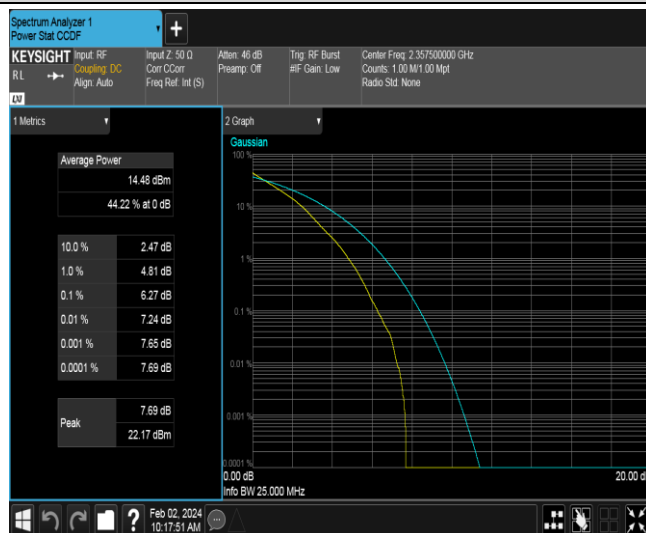 Spectrum Analyzer 1
Power Stat CCDF
KEYSIGHT
RL
LXI
Input: RF
Coupling: DC
Align: Auto
Input Z: 50 Ω
Corr CCorr
Freq Ref: Int (S)
Atten: 46 dB
Preamp: Off
Trig: RF Burst
#IF Gain: Low
Center Freq: 2.357500000 GHz
Counts: 1.00 M/1.00 Mpt
Radio Std: None
1 Metrics
Average Power
14.48 dBm
44.22 % at 0 dB
10.0 % 2.47 dB
1.0 % 4.81 dB
0.1 % 6.27 dB
0.01 % 7.24 dB
0.001 % 7.65 dB
0.0001 % 7.69 dB
Peak
7.69 dB
22.17 dBm
2 Graph
Gaussian
100 %
10 %
1 %
0.1 %
0.01 %
0.001 %
0.0001 %
0.00 dB
20.00 d
Info BW 25.000 MHz
?
Feb 02, 2024
10:17:51 AM